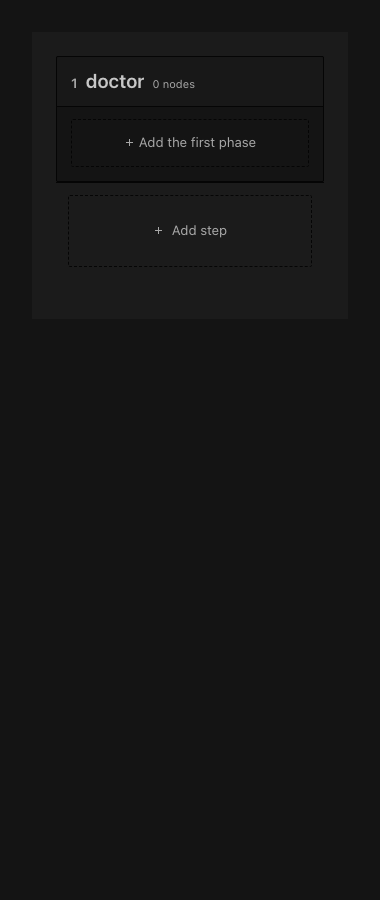 1 doctor 0 nodes
+ Add the first phase
+ Add step